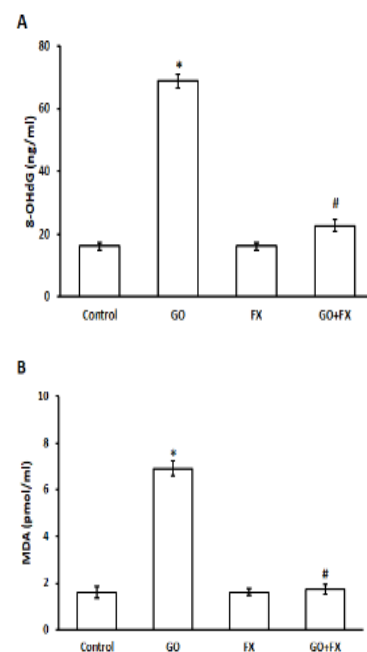 A
80
60
40
20
0
8-OHdG (ng/ml)
*
#
Control GO FX GO+FX
B
10
8
6
4
2
0
MDA (pmol/ml)
*
#
Control GO FX GO+FX